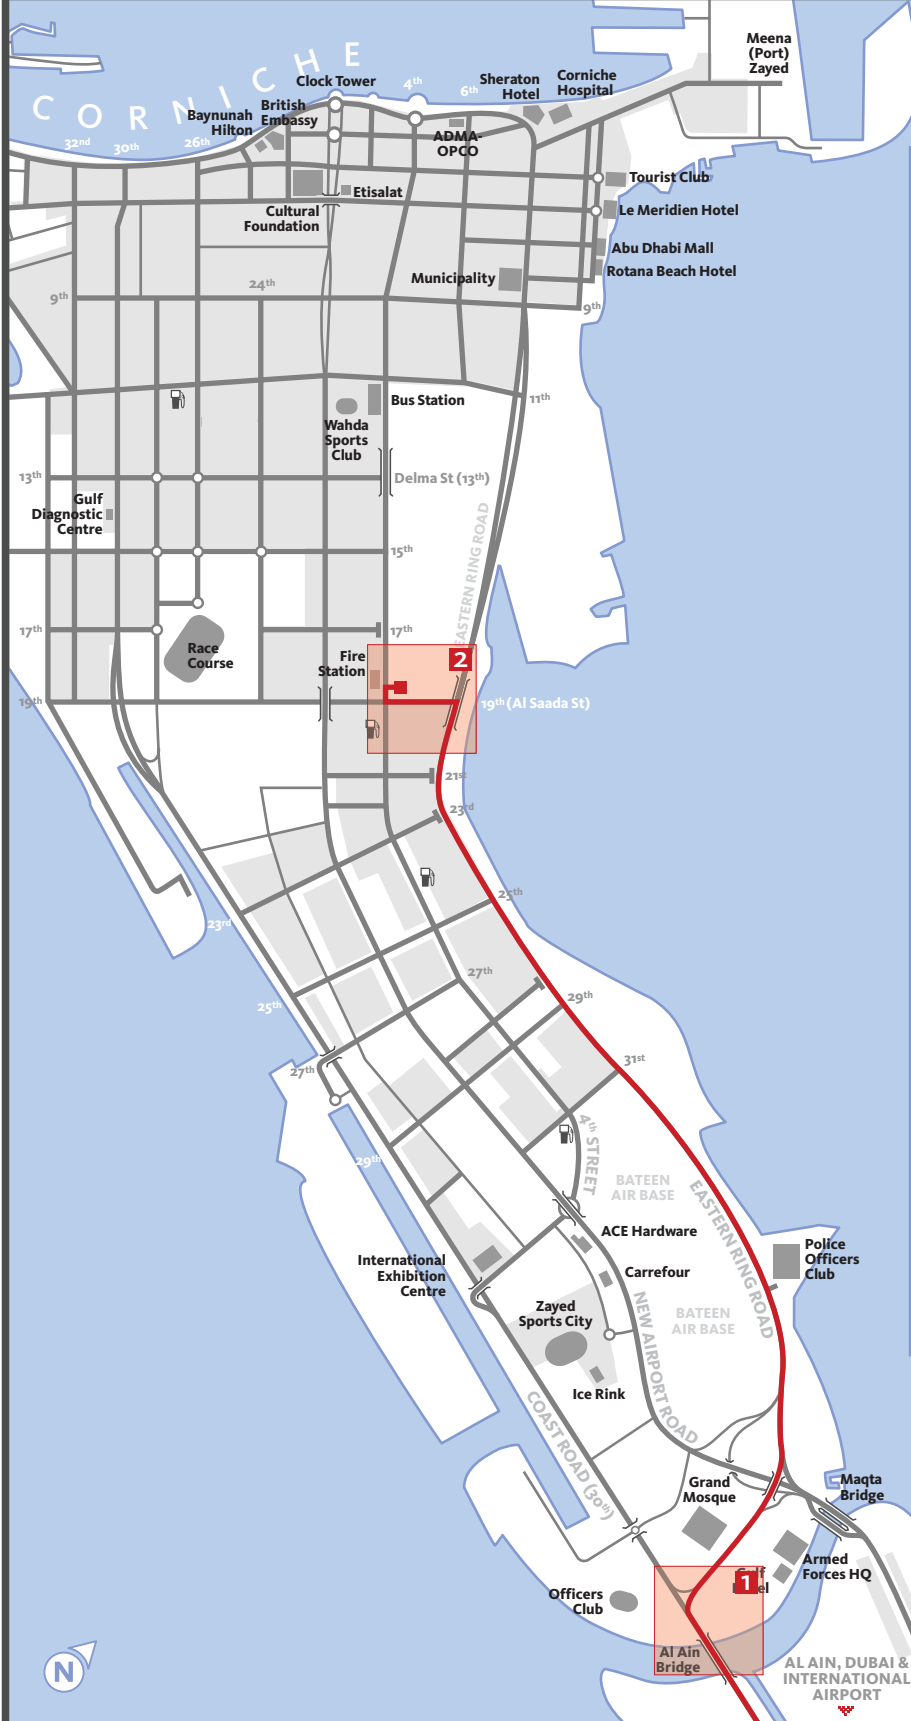 CORNICHE
Meena
(Port)
Zayed
Clock Tower
4th
6th
Sheraton
Hotel
Corniche
Hospital
Baynunah
Hilton
British
Embassy
ADMA-
OPCO
32nd
30th
26th
Tourist Club
Etisalat
Cultural
Foundation
Le Meridien Hotel
Abu Dhabi Mall
Municipality
Rotana Beach Hotel
24th
9th
9th
Bus Station
11th
Wahda
Sports
Club
13th
Delma St (13th)
Gulf
Diagnostic
Centre
EASTERN RING ROAD
15th
17th
17th
Race
Course
Fire
Station
2
19th
19th (Al Saada St)
21st
23rd
25th
23rd
27th
29th
25th
31st
27th
4th STREET
29th
BATEEN
AIR BASE
EASTERN RING ROAD
ACE Hardware
Police
Officers
Club
International
Exhibition
Centre
Carrefour
Zayed
Sports City
NEW AIRPORT ROAD
BATEEN
AIR BASE
Ice Rink
COAST ROAD (30th)
Grand
Mosque
Maqta
Bridge
Armed
Forces HQ
1
Officers
Club
Al Ain
Bridge
N
AL AIN, DUBAI &
INTERNATIONAL
AIRPORT